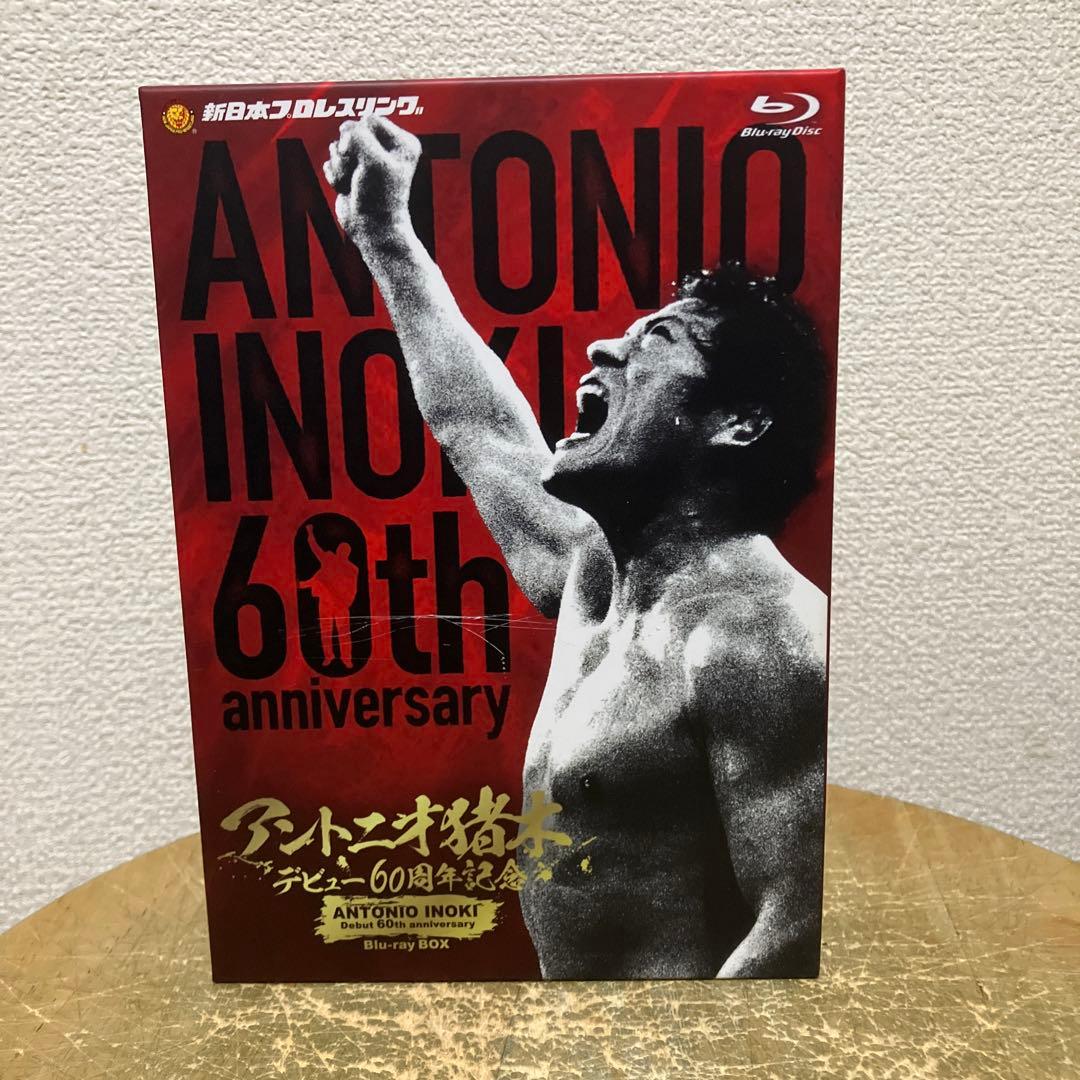 新日本プロレスリング
Blu-ray Disc
ANTONIO
INOKI
60th
anniversary
アントニオ猪木
デビュー60周年記念
ANTONIO INOKI
Debut 60th anniversary
Blu-ray BOX